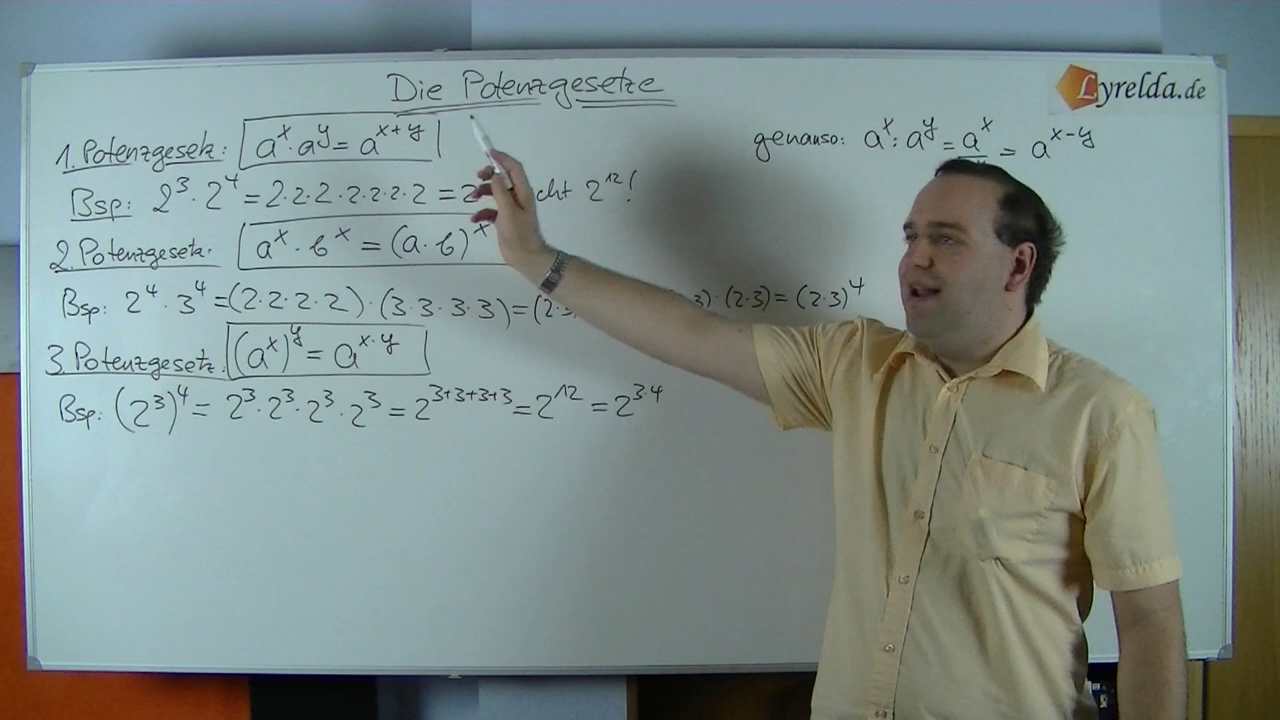 Die Potenzgesetze
Lyrelda.de
1. Potenzgesetz: a^x · a^y = a^(x+y)
genauso: a^x : a^y = a^x = a^(x-y)
Bsp: 2^3 · 2^4 = 2·2·2·2·2·2·2 = 2 cht 2^12!
2. Potenzgesetz: a^x · b^x = (a·b)^x
Bsp: 2^4 · 3^4 = (2·2·2·2) · (3·3·3·3) = (2·3 3) · (2·3) = (2·3)^4
3. Potenzgesetz: (a^x)^y = a^(x·y)
Bsp: (2^3)^4 = 2^3 · 2^3 · 2^3 · 2^3 = 2^(3+3+3+3) = 2^12 = 2^(3·4)